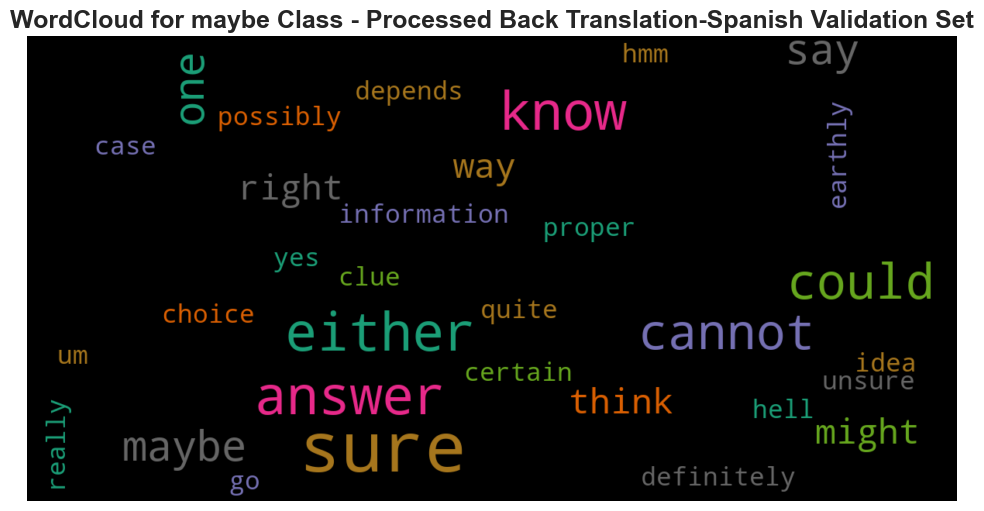 WordCloud for maybe Class - Processed Back Translation-Spanish Validation Set
hmm
say
one
depends
possibly
know
earthly
case
way
right
information
proper
yes
clue
could
choice
quite
either
cannot
um
certain
idea
unsure
answer
think
hell
really
maybe
sure
might
go
definitely